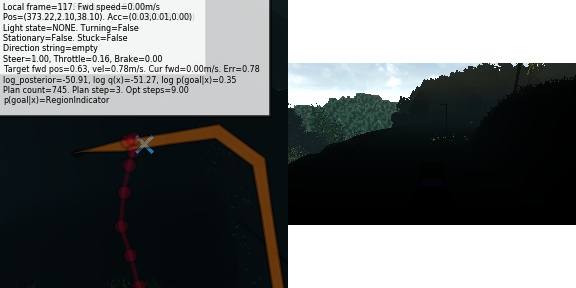 Local frame=117. Fwd speed=0.00m/s
Pos=(373.22,2.10,38.10). Acc=(0.03,0.01,0.00)
Light state=NONE. Turning=False
Stationary=False. Stuck=False
Direction string=empty
Steer=1.00, Throttle=0.16, Brake=0.00
Target fwd pos=0.63, vel=0.78m/s. Cur fwd=0.00m/s. Err=0.78
log_posterior=-50.91, log q(x)=-51.27, log p(goal|x)=0.35
Plan count=745. Plan step=3. Opt steps=9.00
p(goal|x)=RegionIndicator